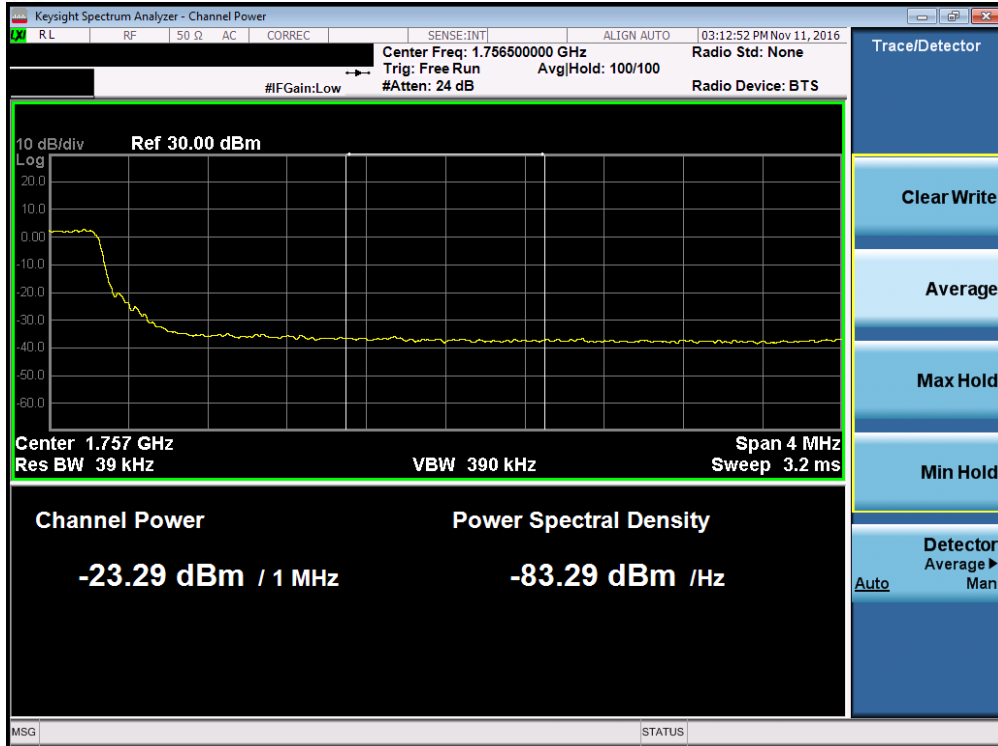 Keysight Spectrum Analyzer - Channel Power
LXI RL RF 50 Ω AC CORREC SENSE:INT ALIGN AUTO 03:12:52 PM Nov 11, 2016
Center Freq: 1.756500000 GHz Radio Std: None
Trig: Free Run Avg|Hold: 100/100
#IFGain:Low #Atten: 24 dB Radio Device: BTS
Trace/Detector
10 dB/div Ref 30.00 dBm
Log
20.0
10.0
0.00
-10.0
-20.0
-30.0
-40.0
-50.0
-60.0
Center 1.757 GHz Span 4 MHz
Res BW 39 kHz VBW 390 kHz Sweep 3.2 ms
Channel Power Power Spectral Density
-23.29 dBm / 1 MHz -83.29 dBm /Hz
Clear Write
Average
Max Hold
Min Hold
Detector
Average
Auto Man
MSG STATUS